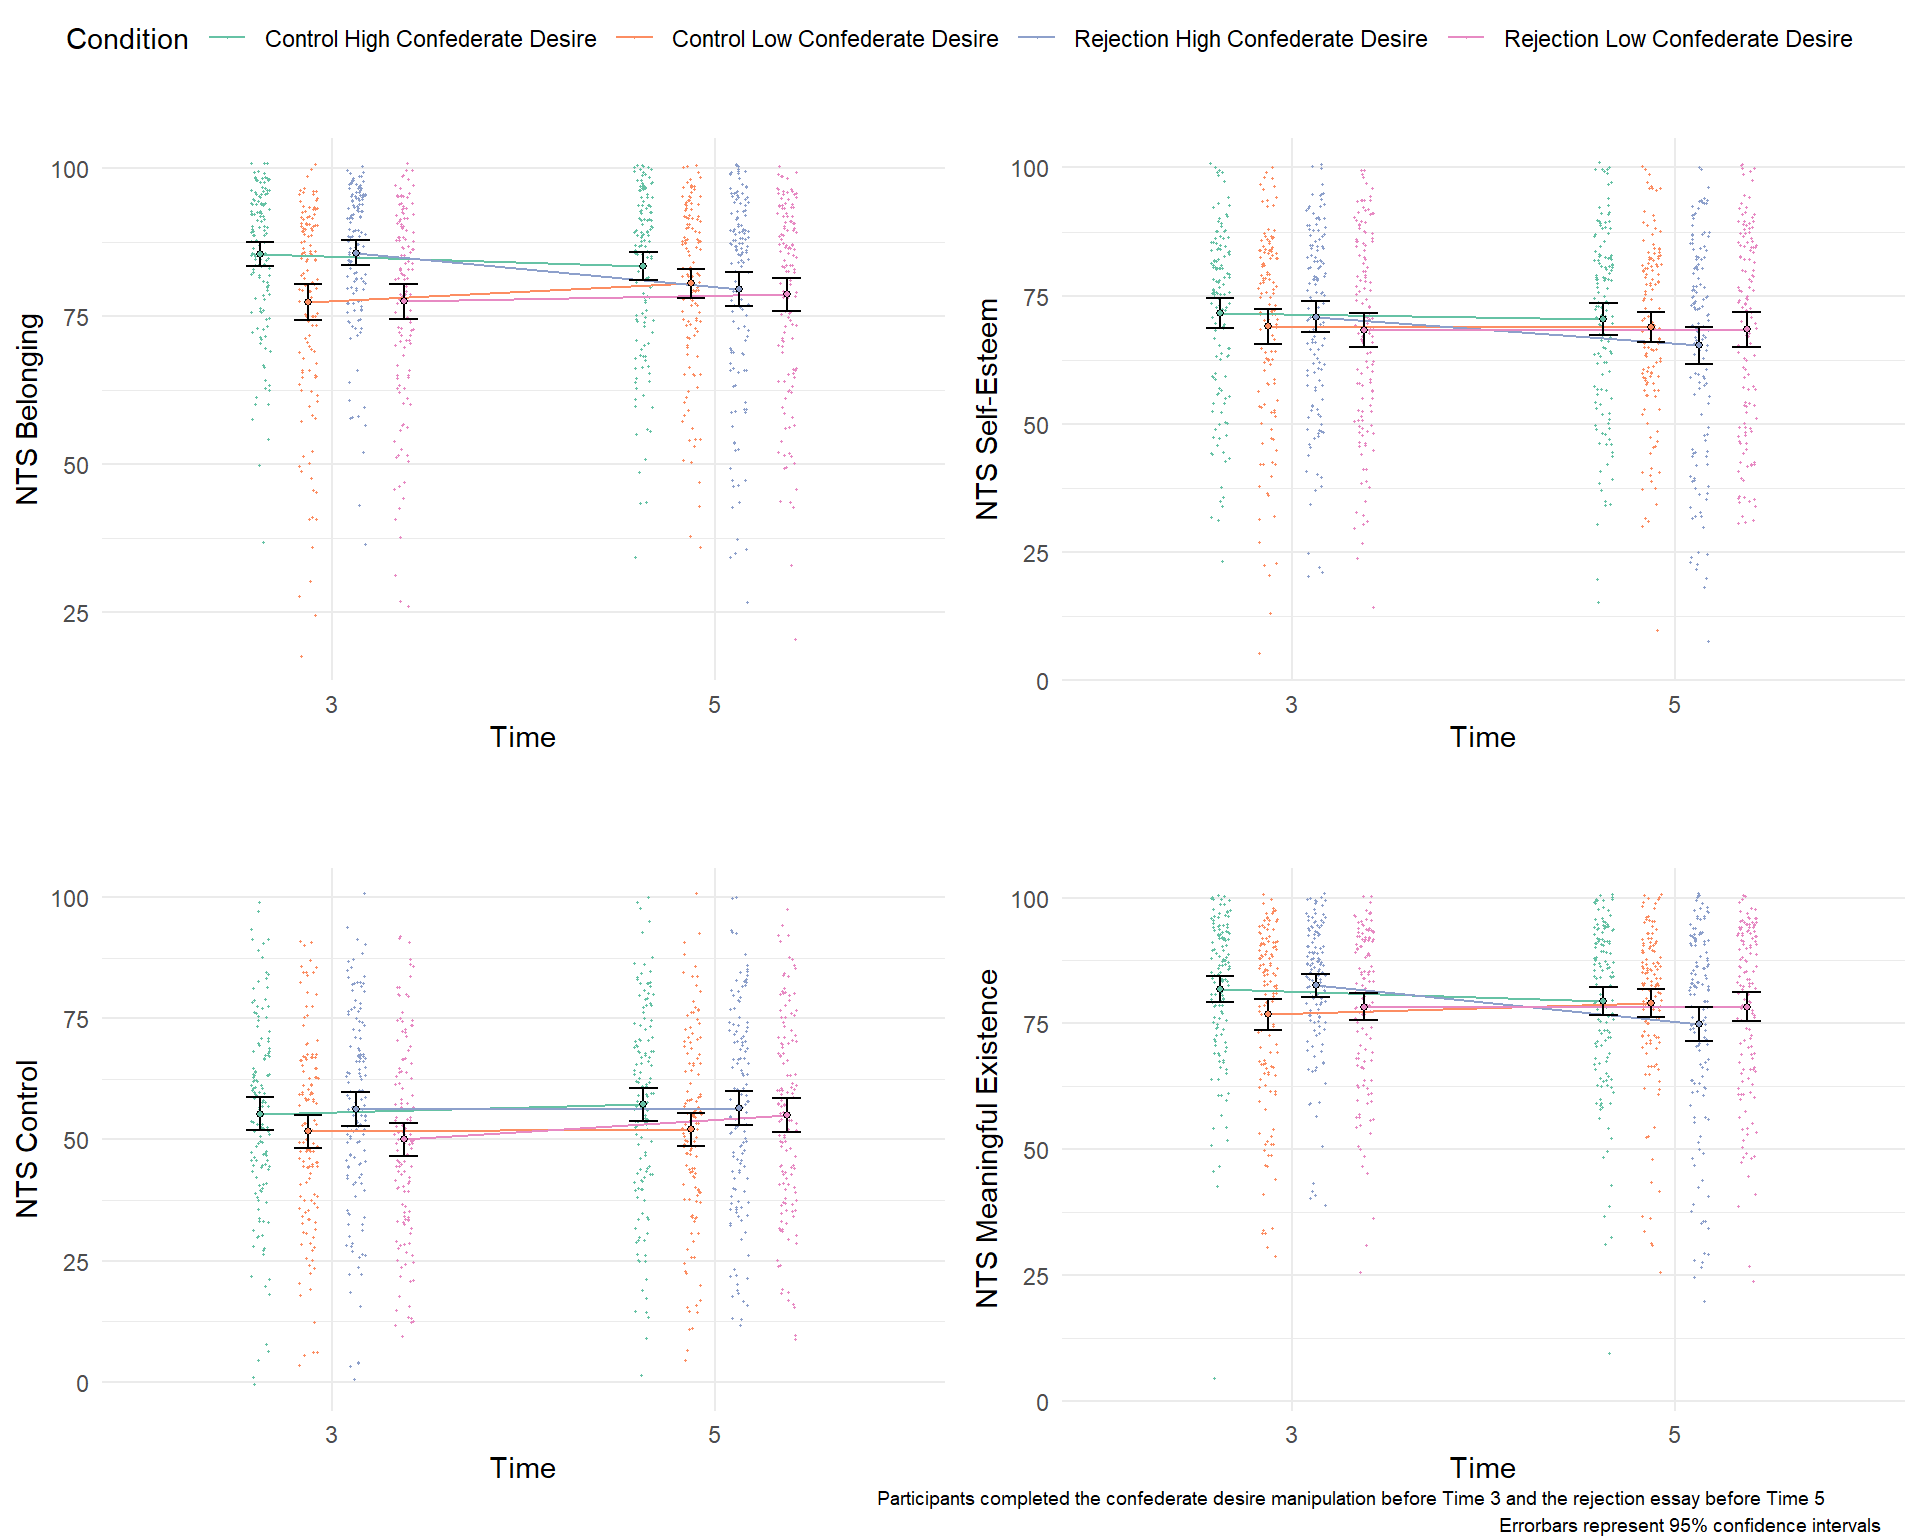 Condition Control High Confederate Desire Control Low Confederate Desire Rejection High Confederate Desire Rejection Low Confederate Desire
NTS Belonging
100
75
50
25
3 5
Time
NTS Self-Esteem
100
75
50
25
0
3 5
Time
NTS Control
100
75
50
25
0
3 5
Time
NTS Meaningful Existence
100
75
50
25
0
3 5
Time
Participants completed the confederate desire manipulation before Time 3 and the rejection essay before Time 5
Errorbars represent 95% confidence intervals